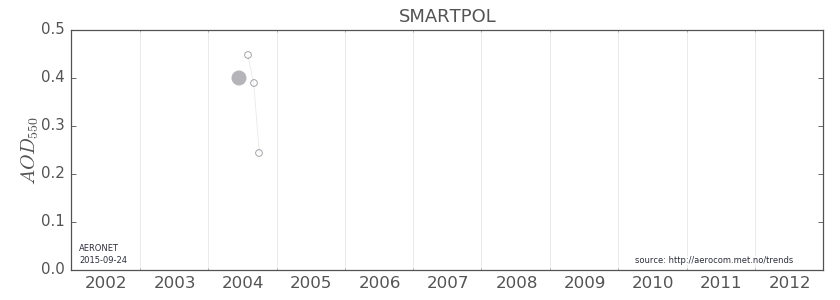 SMARTPOL
0.5
0.4
0.3
0.2
0.1
0.0
AOD550
AERONET
2015-09-24
source: http://aerocom.met.no/trends
2002 2003 2004 2005 2006 2007 2008 2009 2010 2011 2012